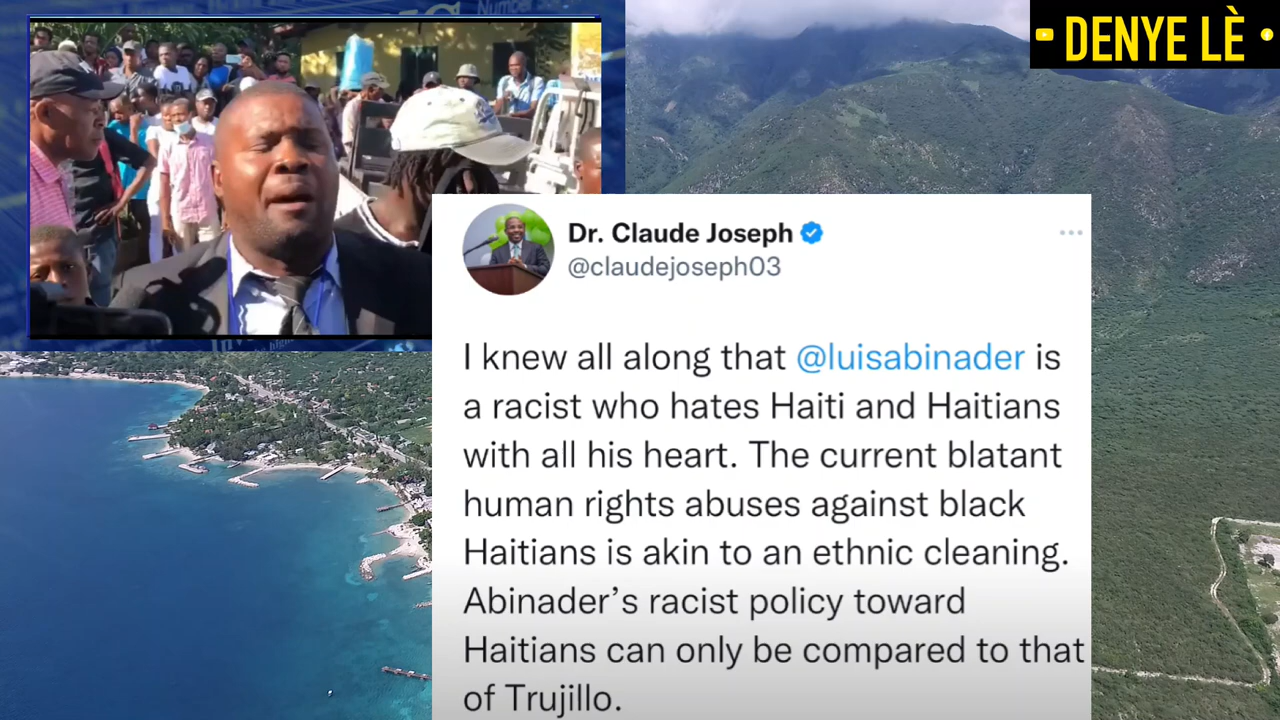 DENYE LÈ
Dr. Claude Joseph
@claudejoseph03
I knew all along that @luisabinader is
a racist who hates Haiti and Haitians
with all his heart. The current blatant
human rights abuses against black
Haitians is akin to an ethnic cleaning.
Abinader’s racist policy toward
Haitians can only be compared to that
of Trujillo.